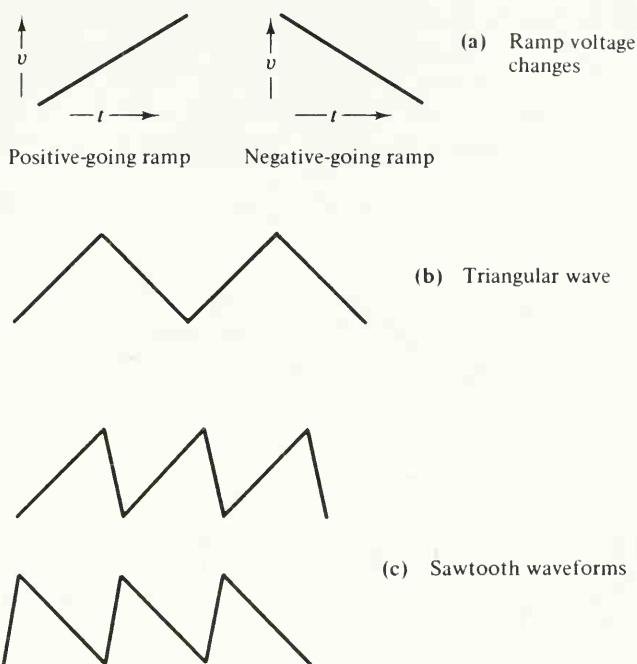 (a) Ramp voltage
changes
v
v
t
t
Positive-going ramp
Negative-going ramp
(b) Triangular wave
(c) Sawtooth waveforms